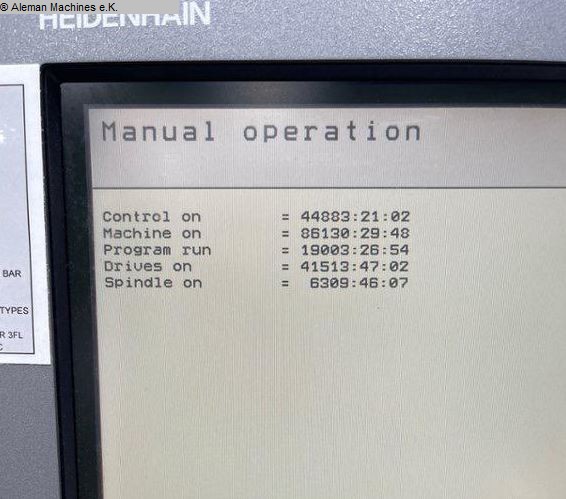 © Aleman Machines e.K.
HEIDENHAIN
Manual operation
Control on = 44883:21:02
Machine on = 86130:29:48
Program run = 19003:26:54
Drives on = 41513:47:02
Spindle on = 6309:46:07
BAR
TYPES
R 3FL
C